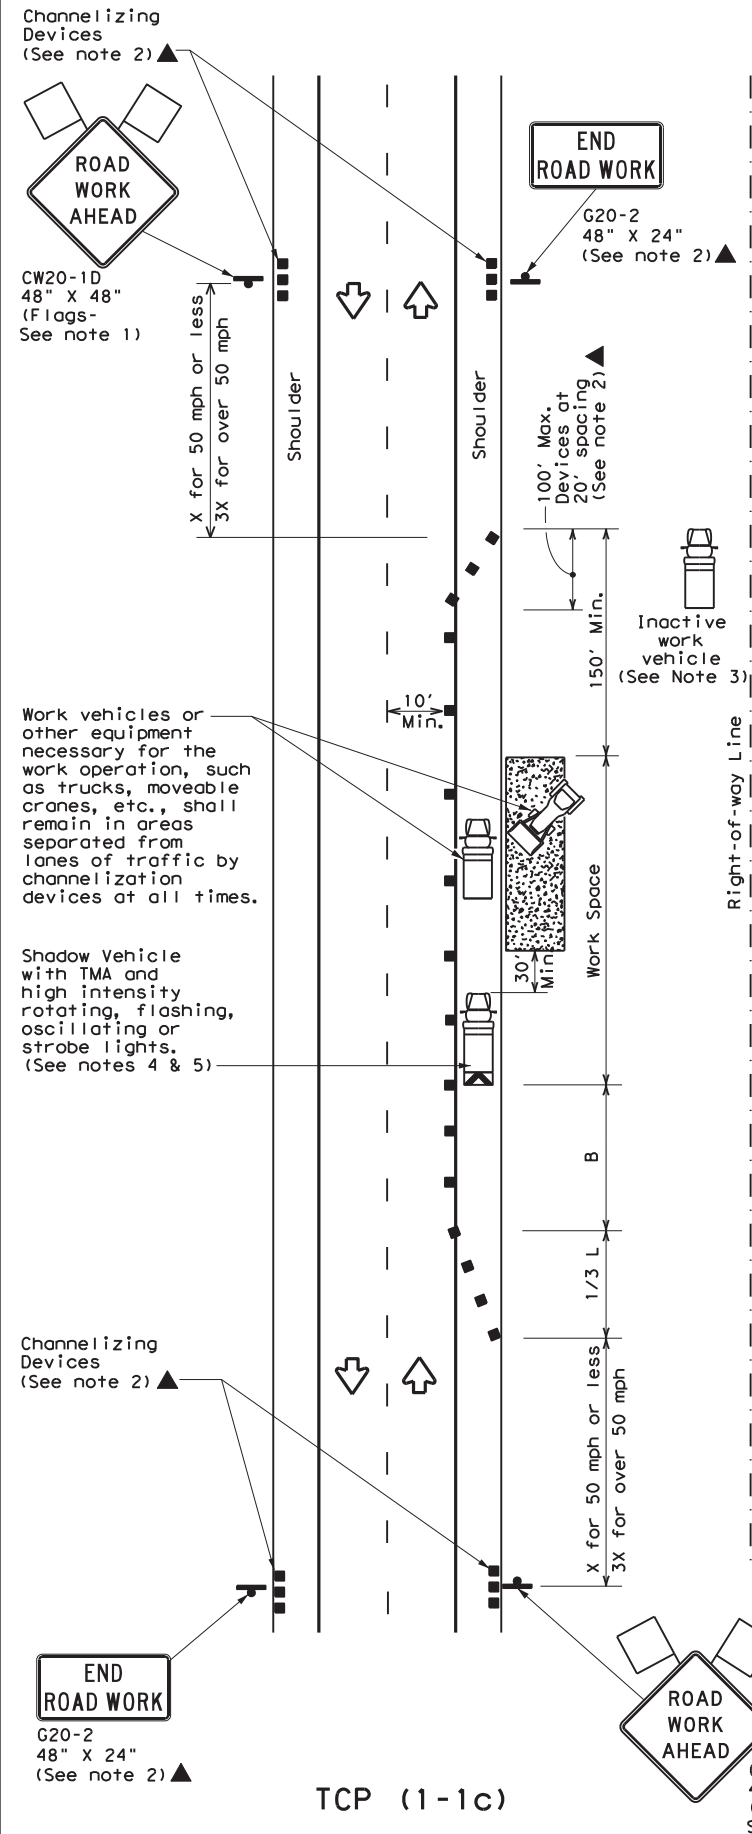 Channelizing
Devices
(See note 2)
ROAD
WORK
AHEAD
CW20-1D
48" X 48"
(Flags-
See note 1)
END
ROAD WORK
G20-2
48" X 24"
(See note 2)
X for 50 mph or less
3X for over 50 mph
Shoulder
Shoulder
100' Max.
Devices at
20' spacing
(See note 2)
150' Min.
Inactive
work
vehicle
(See Note 3)
10'
Min.
Right-of-way Line
Work vehicles or
other equipment
necessary for the
work operation, such
as trucks, moveable
cranes, etc., shall
remain in areas
separated from
lanes of traffic by
channelization
devices at all times.
Work Space
30'
Min.
Shadow Vehicle
with TMA and
high intensity
rotating, flashing,
oscillating or
strobe lights.
(See notes 4 & 5)
B
1/3 L
Channelizing
Devices
(See note 2)
X for 50 mph or less
3X for over 50 mph
END
ROAD WORK
G20-2
48" X 24"
(See note 2)
ROAD
WORK
AHEAD
TCP (1-1c)